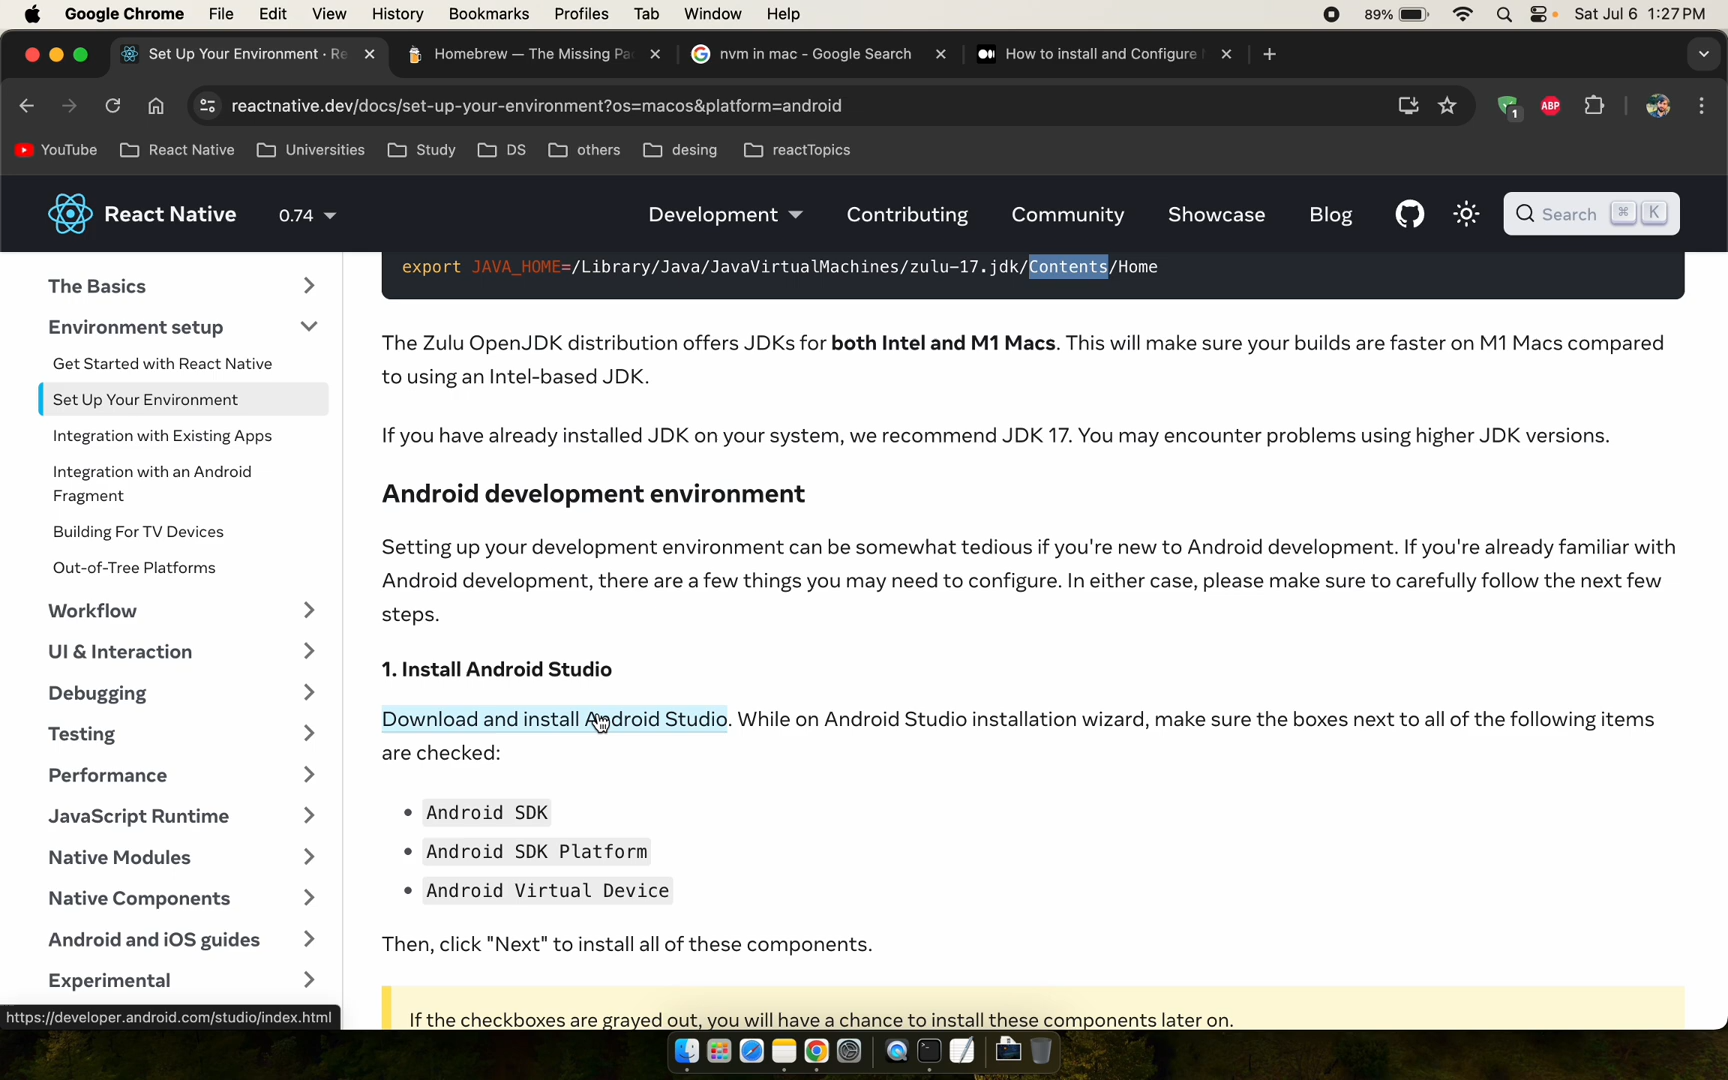 Google Chrome File Edit View History Bookmarks Profiles Tab Window Help 89% Sat Jul 6 1:27 PM
Set Up Your Environment · Re Homebrew — The Missing Pa nvm in mac - Google Search How to install and Configure
reactnative.dev/docs/set-up-your-environment?os=macos&platform=android 1 ABP
YouTube React Native Universities Study DS others desing reactTopics
React Native 0.74 Development Contributing Community Showcase Blog Search ⌘ K
export JAVA_HOME=/Library/Java/JavaVirtualMachines/zulu-17.jdk/Contents/Home
The Basics
Environment setup
Get Started with React Native
Set Up Your Environment
Integration with Existing Apps
Integration with an Android
Fragment
Building For TV Devices
Out-of-Tree Platforms
Workflow
UI & Interaction
Debugging
Testing
Performance
JavaScript Runtime
Native Modules
Native Components
Android and iOS guides
Experimental
The Zulu OpenJDK distribution offers JDKs for both Intel and M1 Macs. This will make sure your builds are faster on M1 Macs compared
to using an Intel-based JDK.
If you have already installed JDK on your system, we recommend JDK 17. You may encounter problems using higher JDK versions.
Android development environment
Setting up your development environment can be somewhat tedious if you're new to Android development. If you're already familiar with
Android development, there are a few things you may need to configure. In either case, please make sure to carefully follow the next few
steps.
1. Install Android Studio
Download and install Android Studio. While on Android Studio installation wizard, make sure the boxes next to all of the following items
are checked:
• Android SDK
• Android SDK Platform
• Android Virtual Device
Then, click "Next" to install all of these components.
If the checkboxes are grayed out, you will have a chance to install these components later on.
https://developer.android.com/studio/index.html